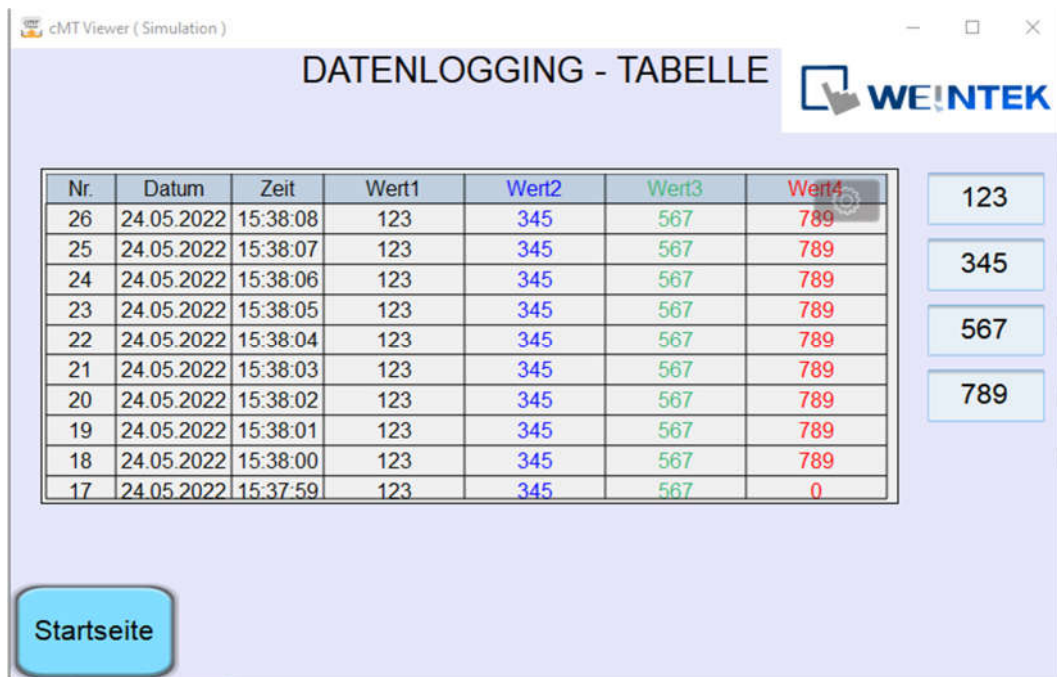 cMT Viewer ( Simulation )
DATENLOGGING - TABELLE
WE!NTEK
Nr. Datum Zeit Wert1 Wert2 Wert3 Wert4
26 24.05.2022 15:38:08 123 345 567 789
25 24.05.2022 15:38:07 123 345 567 789
24 24.05.2022 15:38:06 123 345 567 789
23 24.05.2022 15:38:05 123 345 567 789
22 24.05.2022 15:38:04 123 345 567 789
21 24.05.2022 15:38:03 123 345 567 789
20 24.05.2022 15:38:02 123 345 567 789
19 24.05.2022 15:38:01 123 345 567 789
18 24.05.2022 15:38:00 123 345 567 789
17 24.05.2022 15:37:59 123 345 567 0
123
345
567
789
Startseite